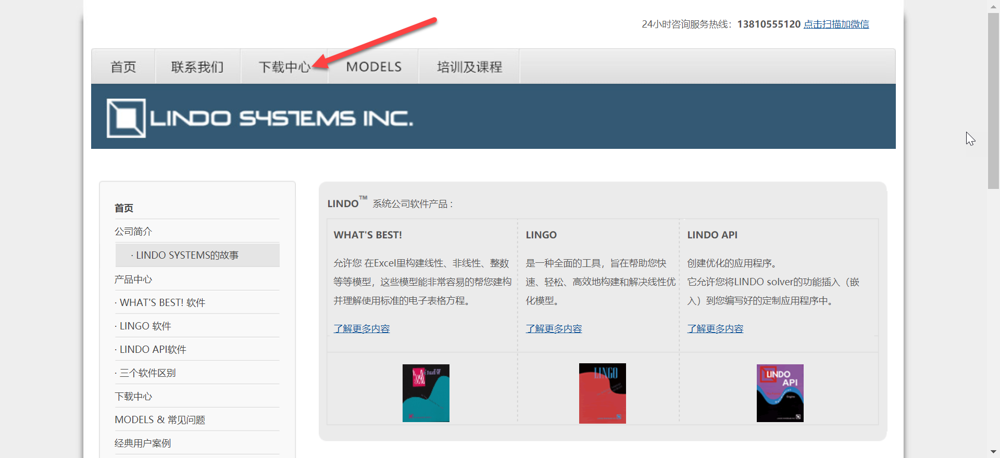 24小时咨询服务热线：13810555120 点击扫描加微信
首页 联系我们 下载中心 MODELS 培训及课程
LINDO SYSTEMS INC.
首页
公司简介
· LINDO SYSTEMS的故事
产品中心
· WHAT'S BEST! 软件
· LINGO 软件
· LINDO API软件
· 三个软件区别
下载中心
MODELS & 常见问题
经典用户案例
LINDO™ 系统公司软件产品 :
WHAT'S BEST!
允许您 在Excel里构建线性、非线性、整数
等等模型，这些模型能非常容易的帮您建构
并理解使用标准的电子表格方程。
了解更多内容
LINGO
是一种全面的工具，旨在帮助您快
速、轻松、高效地构建和解决线性优
化模型。
了解更多内容
LINDO API
创建优化的应用程序。
它允许您将LINDO solver的功能插入（嵌
入）到您编写好的定制应用程序中。
了解更多内容
LINGO
LINDO
API